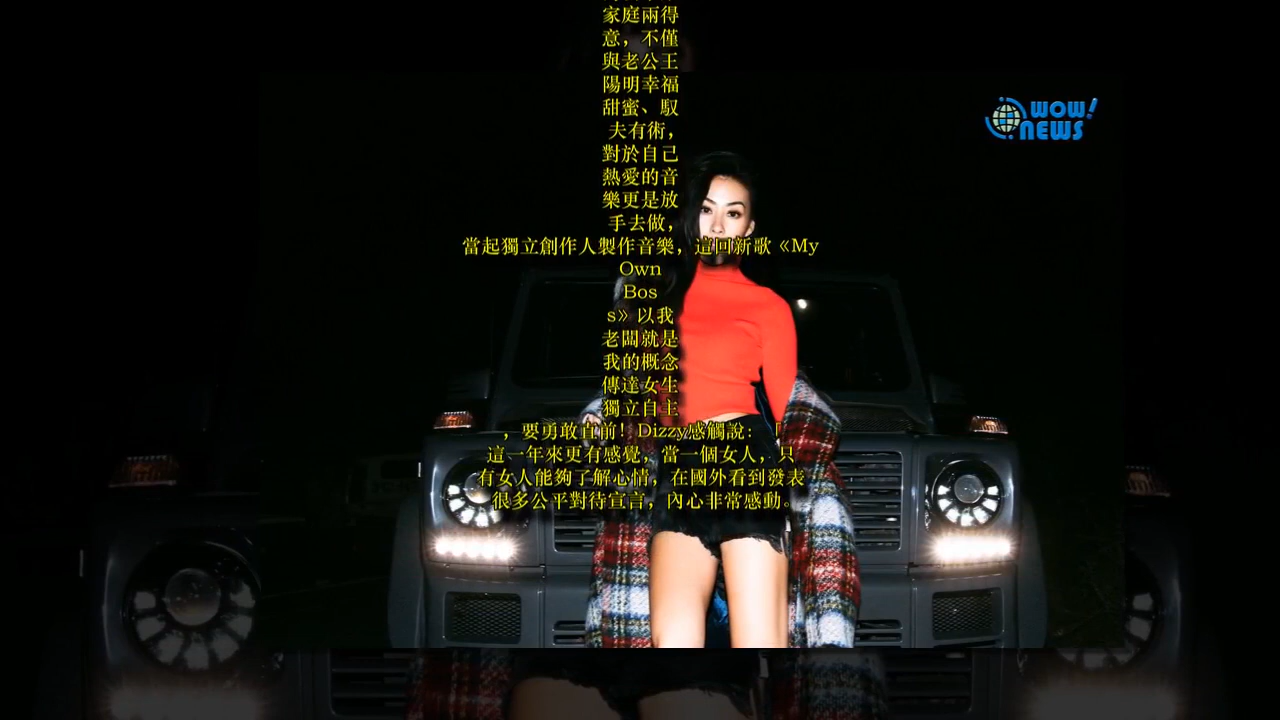 家庭兩得
意，不僅
與老公王
陽明幸福
甜蜜、馭
夫有術，
對於自己
熱愛的音
樂更是放
手去做，
當起獨立創作人製作音樂，這回新歌《My
Own
Bos
s》以我
老闆就是
我的概念
傳達女生
獨立自主
，要勇敢直前！Dizzy感觸說：「
這一年來更有感覺，當一個女人，只
有女人能夠了解心情，在國外看到發表
很多公平對待宣言，內心非常感動。
WOW!
NEWS